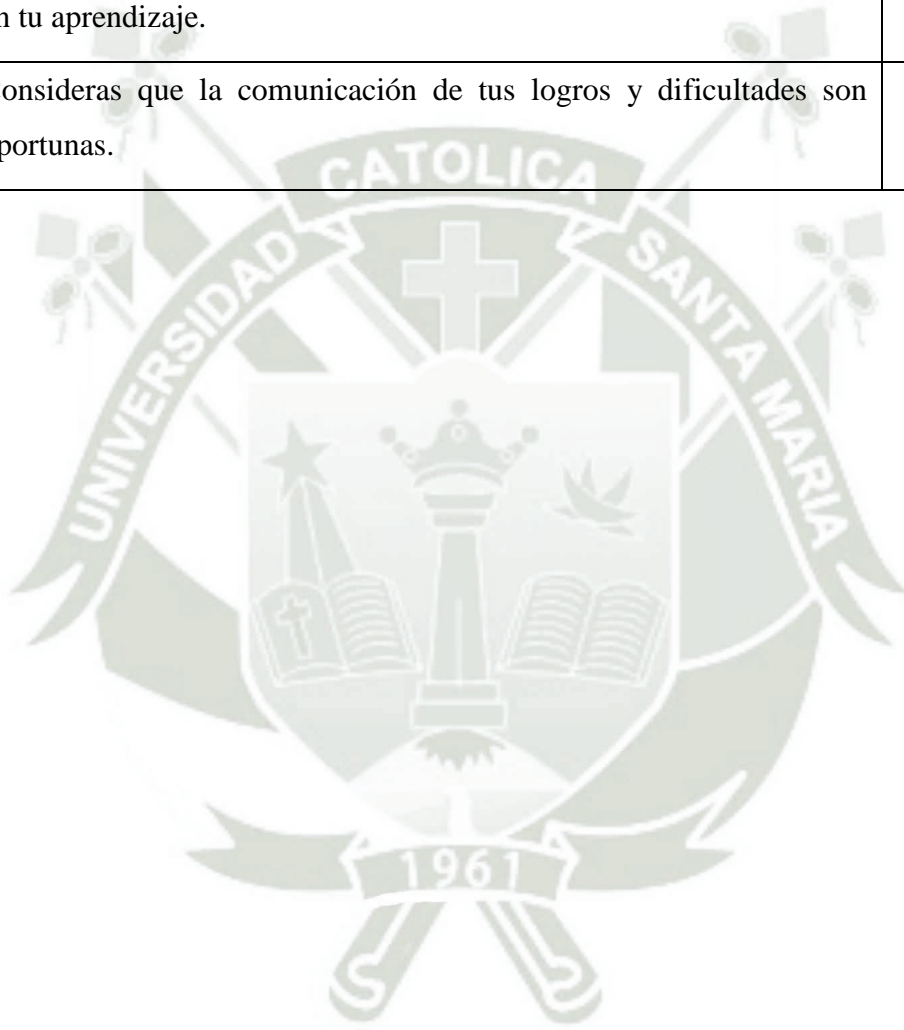 n tu aprendizaje.
onsideras que la comunicación de tus logros y dificultades son
portunas.
CATOLICA
UNIVERSIDAD
SANTA MARIA
1961